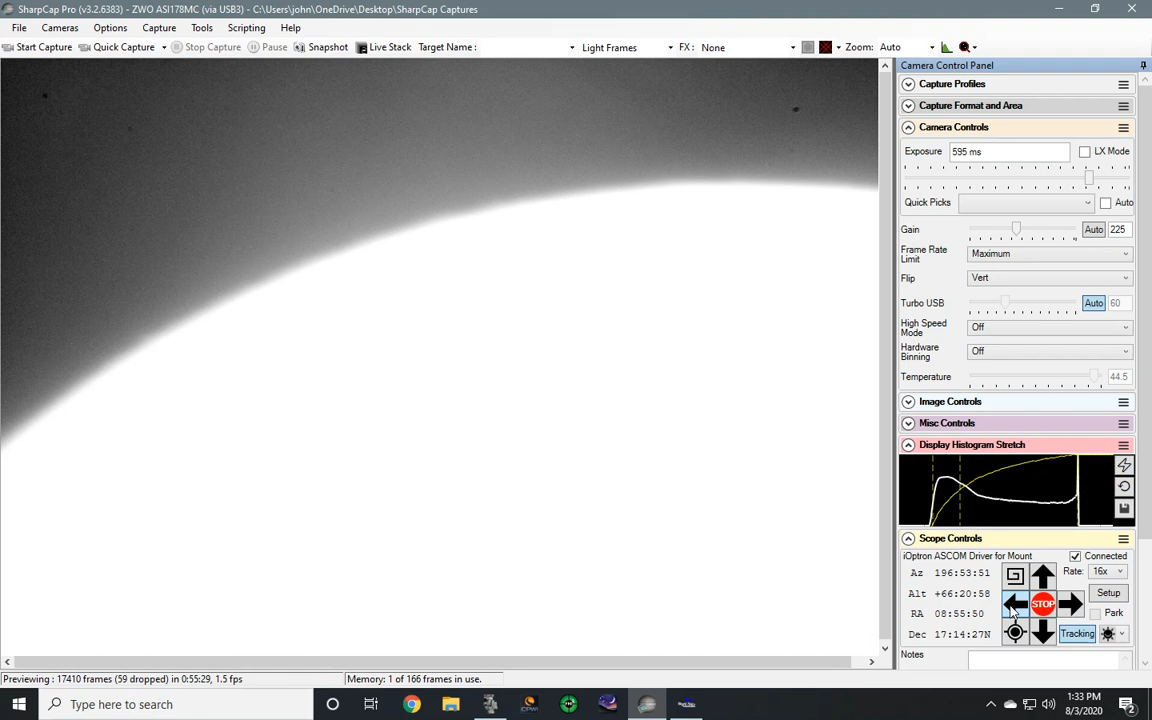 SharpCap Pro (v3.2.6383) - ZWO ASI178MC (via USB3) - C:\Users\john\OneDrive\Desktop\SharpCap Captures
File Cameras Options Capture Tools Scripting Help
Start Capture Quick Capture Stop Capture Pause Snapshot Live Stack Target Name : Light Frames FX : None Zoom: Auto
Camera Control Panel
Capture Profiles
Capture Format and Area
Camera Controls
Exposure 595 ms LX Mode
Quick Picks Auto
Gain Auto 225
Frame Rate Limit Maximum
Flip Vert
Turbo USB Auto 60
High Speed Mode Off
Hardware Binning Off
Temperature 44.5
Image Controls
Misc Controls
Display Histogram Stretch
Scope Controls
iOptron ASCOM Driver for Mount Connected
Az 196:53:51 Rate: 16x
Alt +66:20:58 STOP Setup
RA 08:55:50 Park
Dec 17:14:27N Tracking
Notes
Previewing : 17410 frames (59 dropped) in 0:55:29, 1.5 fps Memory: 1 of 166 frames in use.
Type here to search
1:33 PM
8/3/2020
2